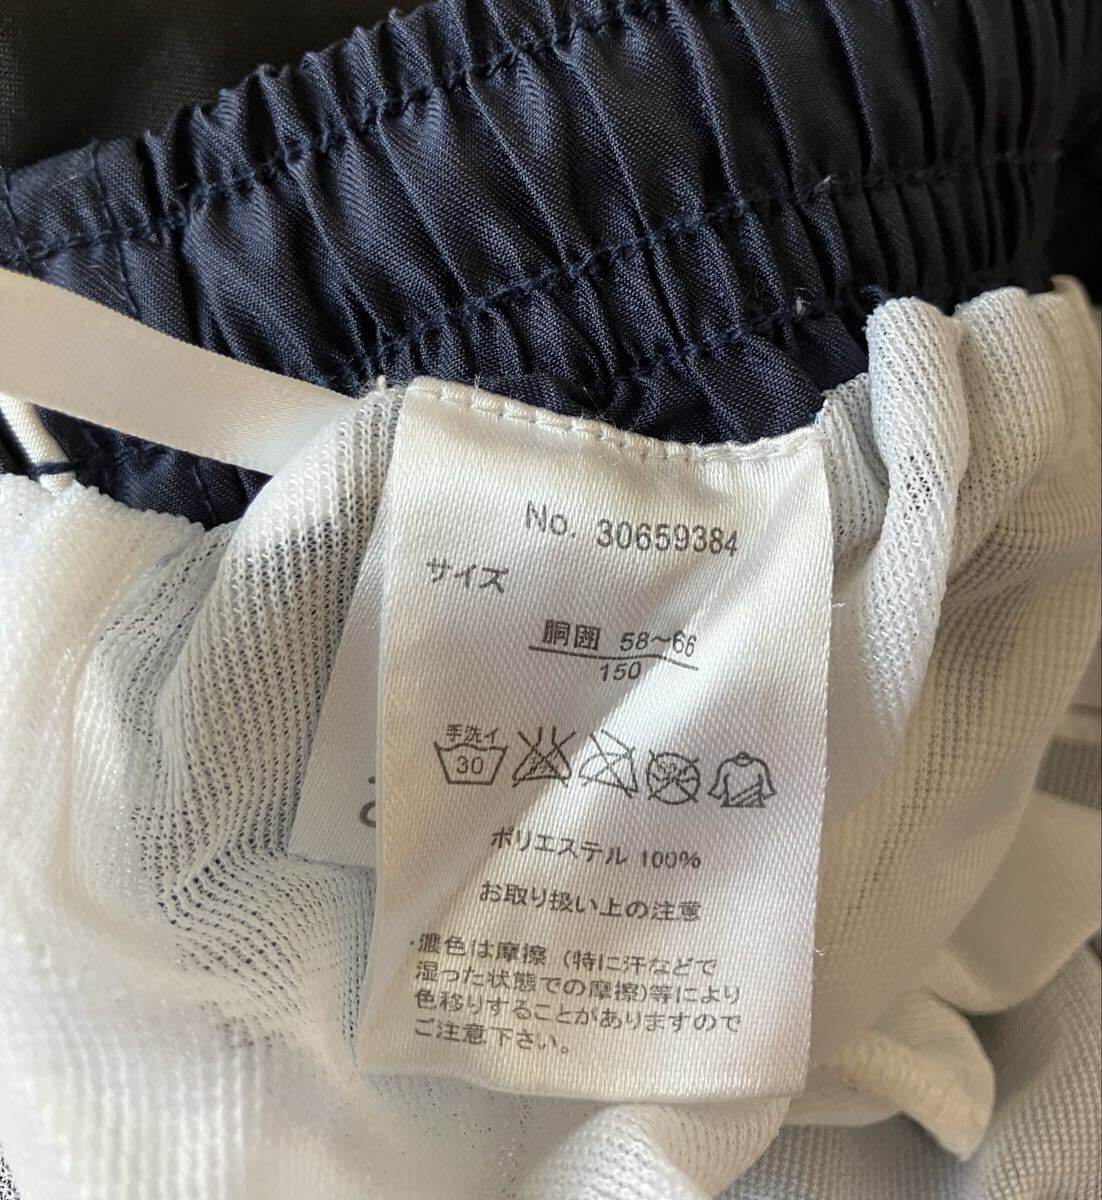 No. 30659384
サイズ
胴囲 58〜66
150
手洗イ
30
ポリエステル 100%
お取り扱い上の注意
・濃色は摩擦（特に汗などで
湿った状態での摩擦)等により
色移りすることがありますので
ご注意下さい。